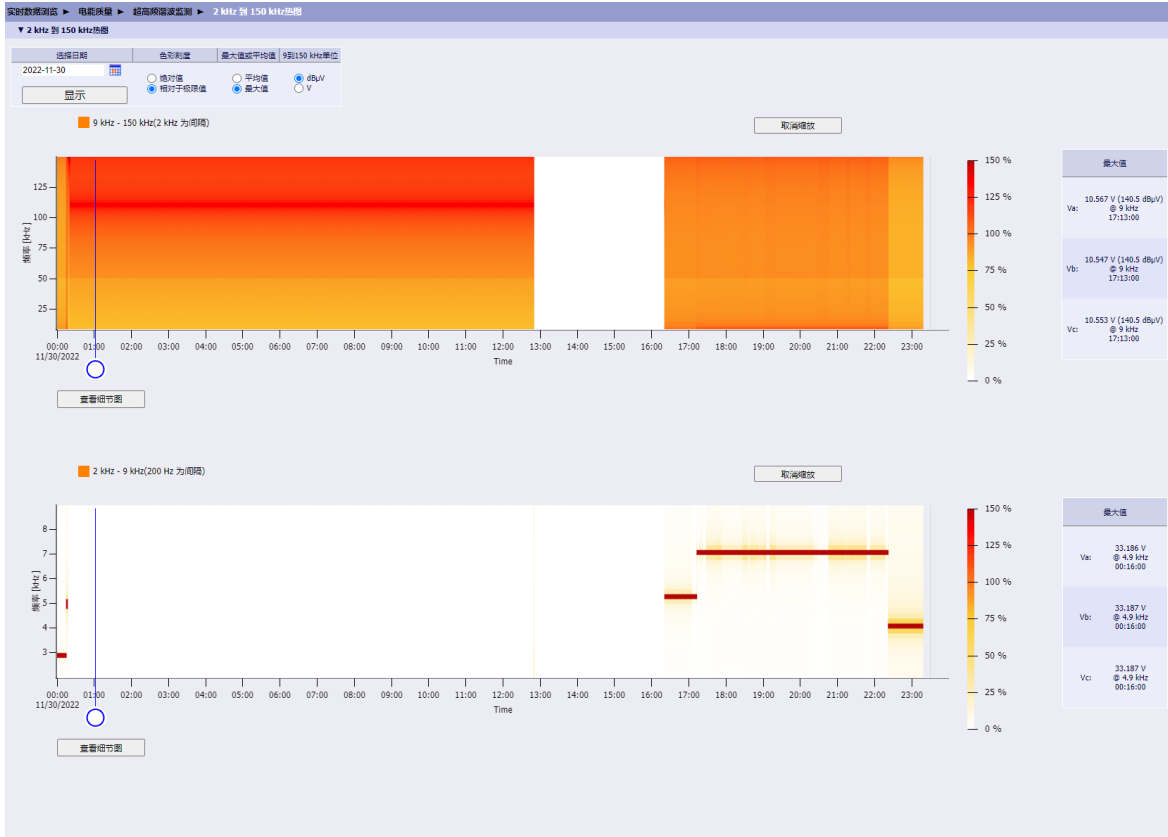 实时数据浏览 ► 电能质量 ► 超高频谐波监测 ► 2 kHz 到 150 kHz热图
▼ 2 kHz 到 150 kHz热图
选择日期 色彩刻度 最大值或平均值 9到150 kHz单位
2022-11-30
显示
绝对值
相对于极限值
平均值
最大值
dBμV
V
9 kHz - 150 kHz(2 kHz 为间隔)
取消缩放
频率 [kHz]
125
100
75
50
25
00:00 01:00 02:00 03:00 04:00 05:00 06:00 07:00 08:00 09:00 10:00 11:00 12:00 13:00 14:00 15:00 16:00 17:00 18:00 19:00 20:00 21:00 22:00 23:00
11/30/2022
Time
150 %
125 %
100 %
75 %
50 %
25 %
0 %
最大值
Va: 10.567 V (140.5 dBμV)
@ 9 kHz
17:13:00
Vb: 10.547 V (140.5 dBμV)
@ 9 kHz
17:13:00
Vc: 10.553 V (140.5 dBμV)
@ 9 kHz
17:13:00
查看细节图
2 kHz - 9 kHz(200 Hz 为间隔)
取消缩放
频率 [kHz]
8
7
6
5
4
3
00:00 01:00 02:00 03:00 04:00 05:00 06:00 07:00 08:00 09:00 10:00 11:00 12:00 13:00 14:00 15:00 16:00 17:00 18:00 19:00 20:00 21:00 22:00 23:00
11/30/2022
Time
150 %
125 %
100 %
75 %
50 %
25 %
0 %
最大值
Va: 33.186 V
@ 4.9 kHz
00:16:00
Vb: 33.187 V
@ 4.9 kHz
00:16:00
Vc: 33.187 V
@ 4.9 kHz
00:16:00
查看细节图